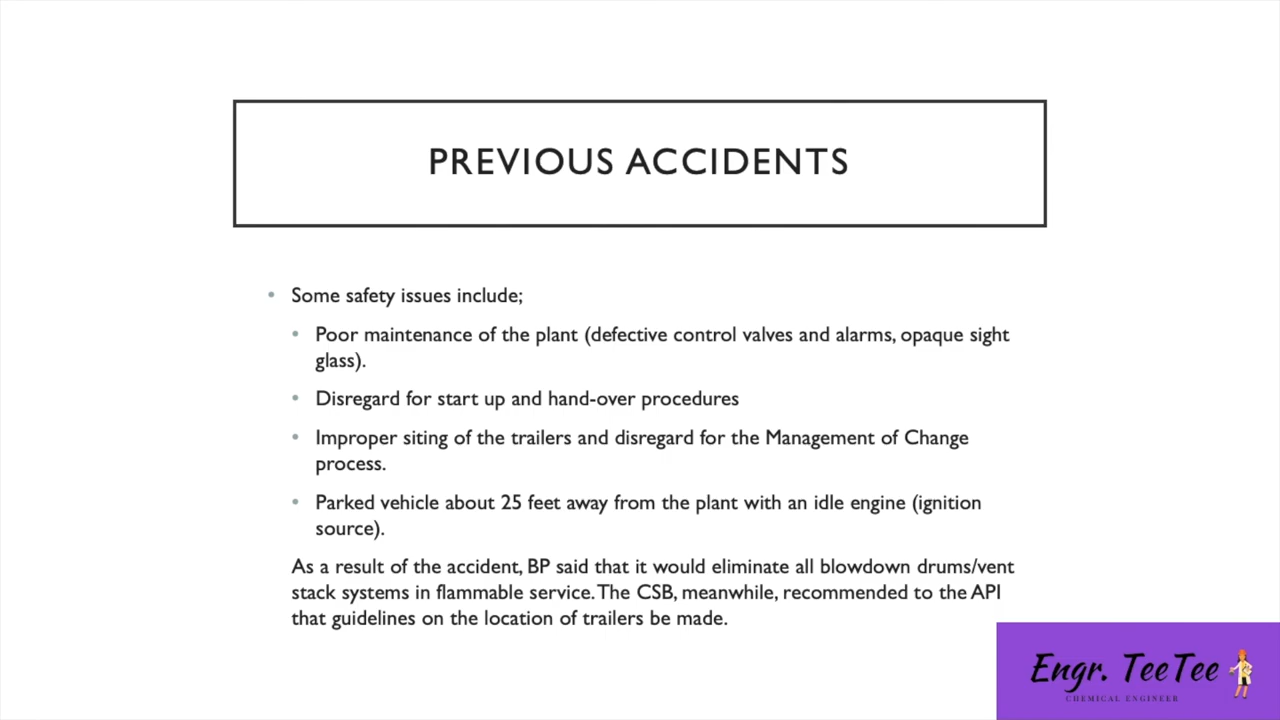 PREVIOUS ACCIDENTS
• Some safety issues include;
• Poor maintenance of the plant (defective control valves and alarms, opaque sight
glass).
• Disregard for start up and hand-over procedures
• Improper siting of the trailers and disregard for the Management of Change
process.
• Parked vehicle about 25 feet away from the plant with an idle engine (ignition
source).
As a result of the accident, BP said that it would eliminate all blowdown drums/vent
stack systems in flammable service. The CSB, meanwhile, recommended to the API
that guidelines on the location of trailers be made.
Engr. TeeTee
CHEMICAL ENGINEER